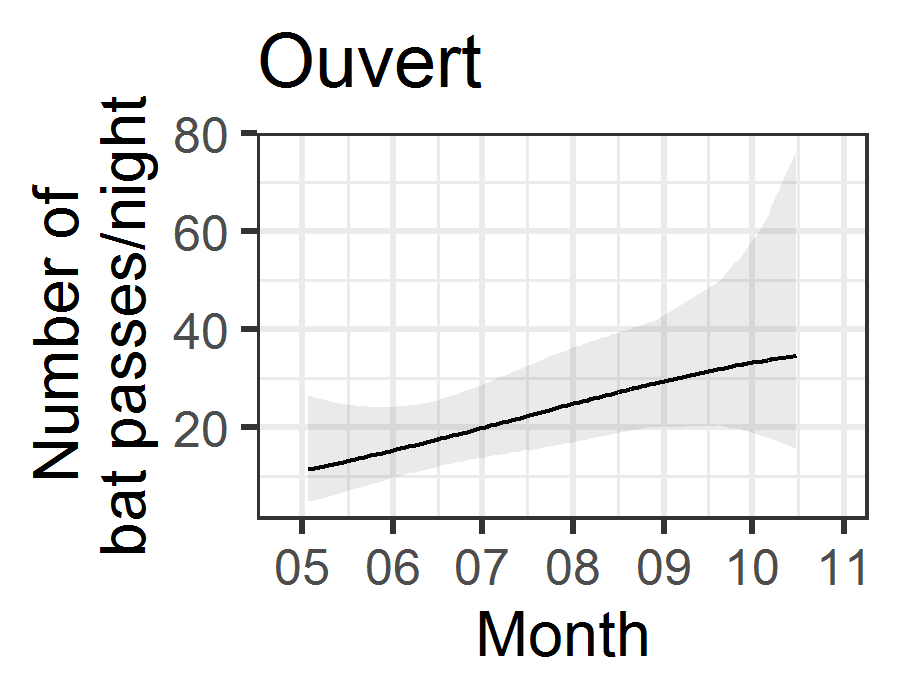 Ouvert
Number of
bat passes/night
80
60
40
20
05 06 07 08 09 10 11
Month